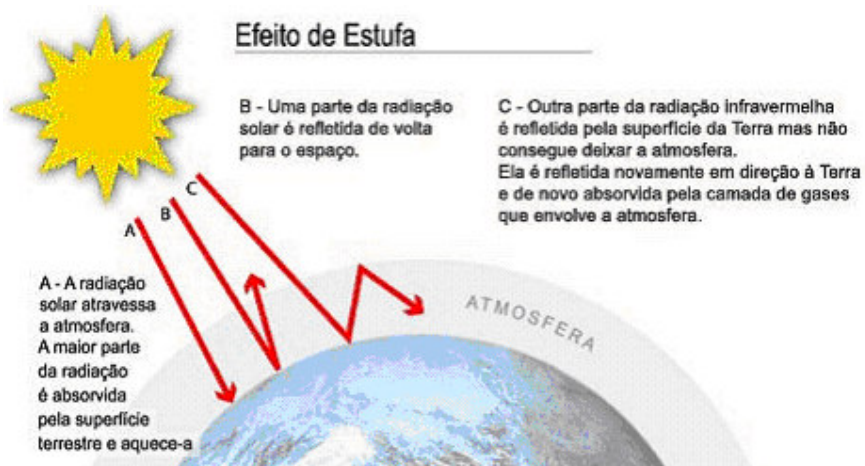 Efeito de Estufa
B - Uma parte da radiação
solar é refletida de volta
para o espaço.
C - Outra parte da radiação infravermelha
é refletida pela superfície da Terra mas não
consegue deixar a atmosfera.
Ela é refletida novamente em direção à Terra
e de novo absorvida pela camada de gases
que envolve a atmosfera.
C
B
A
A - A radiação
solar atravessa
a atmosfera.
A maior parte
da radiação
é absorvida
pela superfície
terrestre e aquece-a
ATMOSFERA